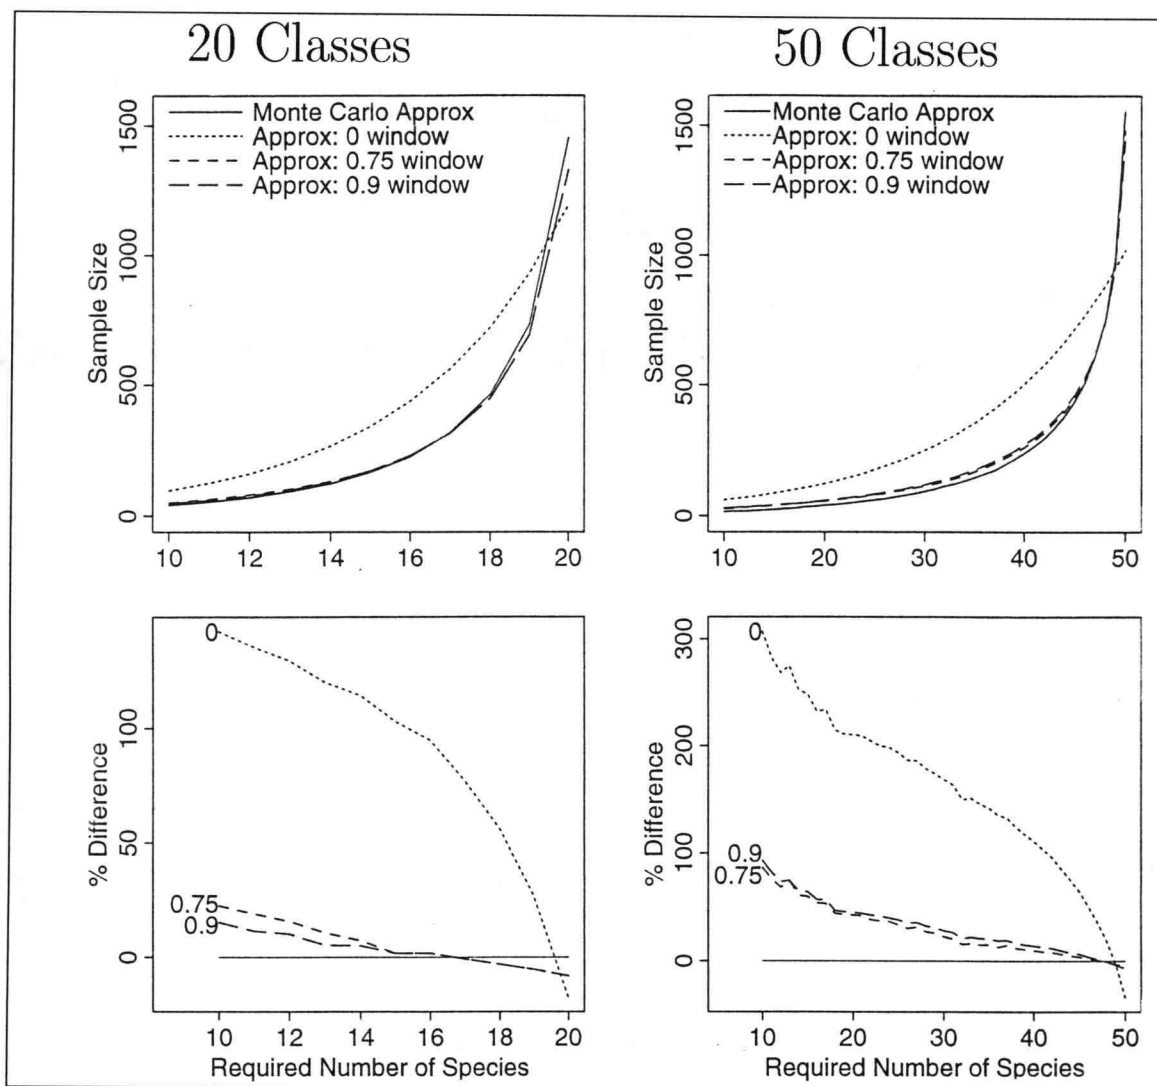 20 Classes
50 Classes
Monte Carlo Approx
Approx: 0 window
Approx: 0.75 window
Approx: 0.9 window
Sample Size
0 500 1000 1500
10 12 14 16 18 20
Monte Carlo Approx
Approx: 0 window
Approx: 0.75 window
Approx: 0.9 window
Sample Size
0 500 1000 1500
10 20 30 40 50
0
0.75
0.9
% Difference
0 50 100
10 12 14 16 18 20
Required Number of Species
0
0.9
0.75
% Difference
0 100 200 300
10 20 30 40 50
Required Number of Species